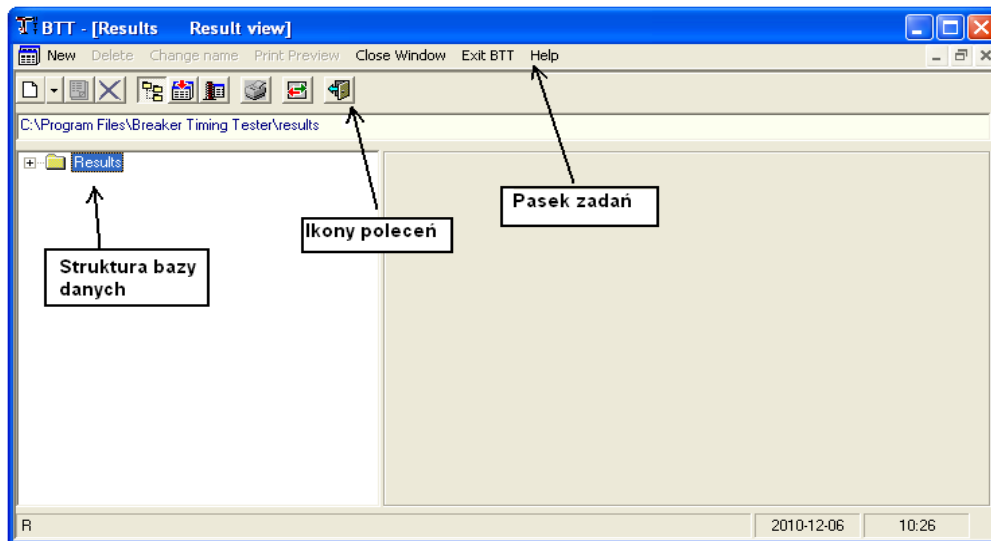 BTT - [Results Result view]
New Delete Change name Print Preview Close Window Exit BTT Help
C:\Program Files\Breaker Timing Tester\results
Results
Pasek zadań
Ikony poleceń
Struktura bazy
danych
R 2010-12-06 10:26